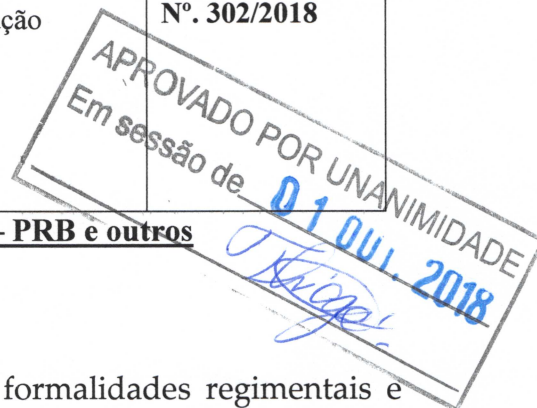 ção
Nº. 302/2018
APROVADO POR UNANIMIDADE
Em sessão de 01 OUT. 2018
- PRB e outros
formalidades regimentais e